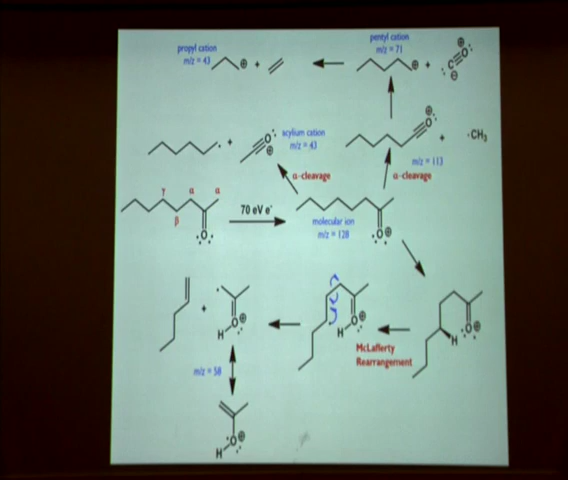 propyl cation
m/z = 43
⊕ + 
pentyl cation
m/z = 71
⊕ + ⊕ C≡O: ⊖
+ O: ⊕
acylium cation
m/z = 43
O: ⊕ + ·CH3
m/z = 113
α-cleavage
α-cleavage
γ α α
β
:O:
70 eV e-
molecular ion
m/z = 128
:O⊕
+ H :O⊕
H :O⊕
H :O⊕
McLafferty
Rearrangement
m/z = 58
H :O⊕